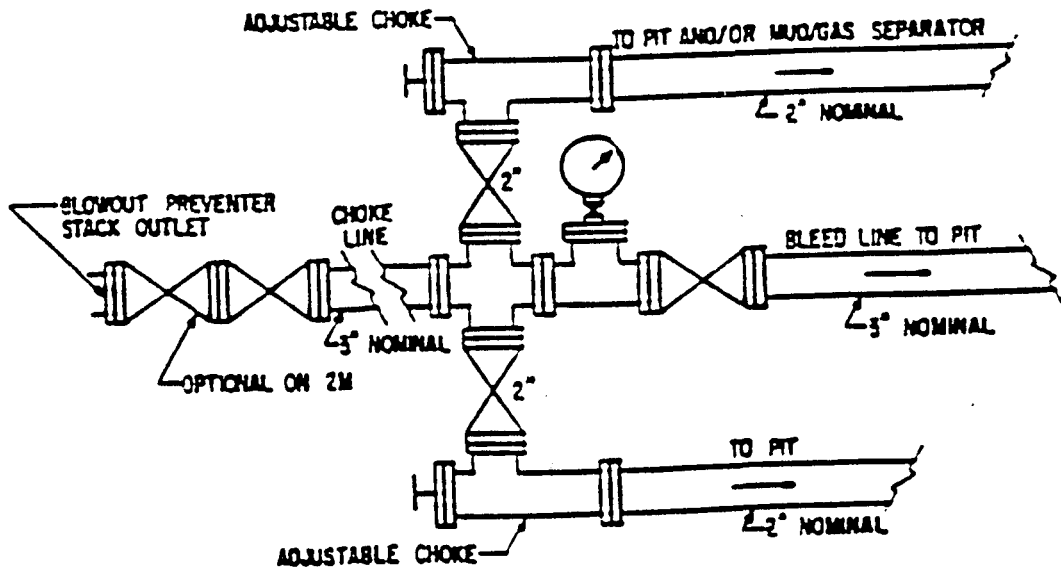 ADJUSTABLE CHOKE
TO PIT AND/OR MUD/GAS SEPARATOR
2" NOMINAL
2"
BLOWOUT PREVENTER
STACK OUTLET
CHOKE
LINE
BLEED LINE TO PIT
3" NOMINAL
3" NOMINAL
OPTIONAL ON 2M
2"
TO PIT
2" NOMINAL
ADJUSTABLE CHOKE